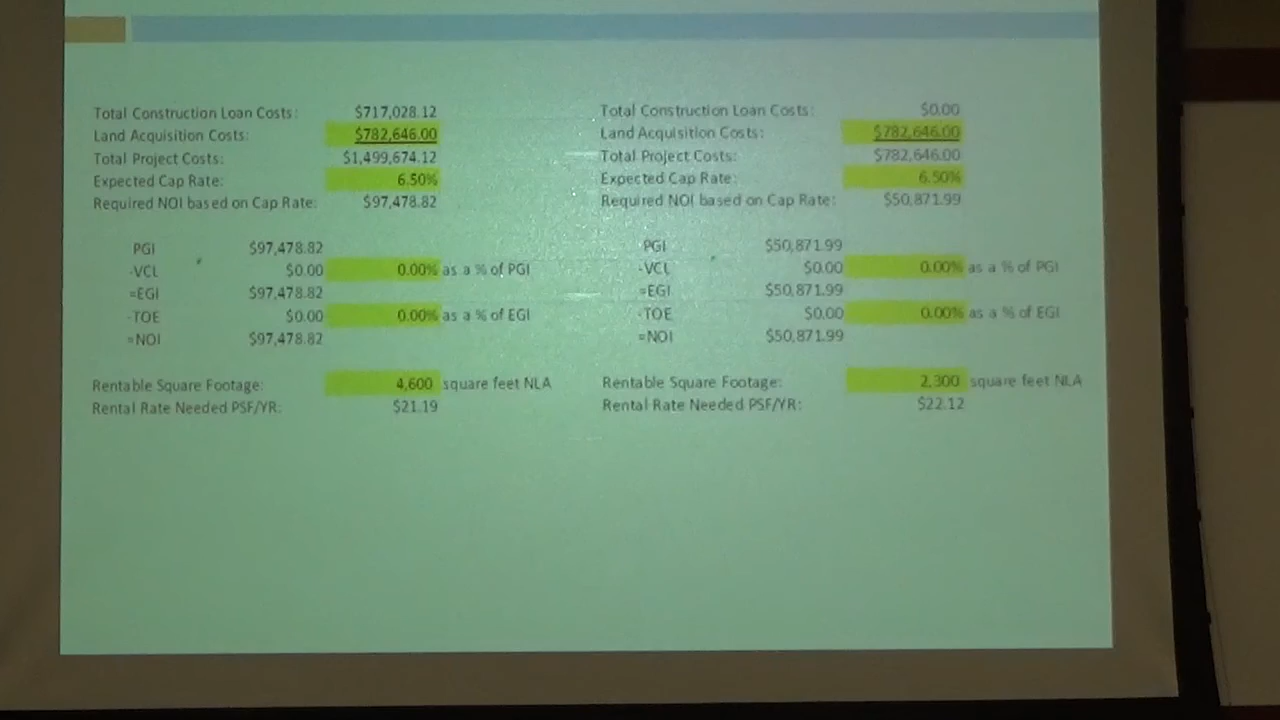 Total Construction Loan Costs: $717,028.12
Land Acquisition Costs: $782,646.00
Total Project Costs: $1,499,674.12
Expected Cap Rate: 6.50%
Required NOI based on Cap Rate: $97,478.82
PGI $97,478.82
-VCL $0.00 0.00% as a % of PGI
=EGI $97,478.82
-TOE $0.00 0.00% as a % of EGI
=NOI $97,478.82
Rentable Square Footage: 4,600 square feet NLA
Rental Rate Needed PSF/YR: $21.19
Total Construction Loan Costs: $0.00
Land Acquisition Costs: $782,646.00
Total Project Costs: $782,646.00
Expected Cap Rate: 6.50%
Required NOI based on Cap Rate: $50,871.99
PGI $50,871.99
-VCL $0.00 0.00% as a % of PGI
=EGI $50,871.99
-TOE $0.00 0.00% as a % of EGI
=NOI $50,871.99
Rentable Square Footage: 2,300 square feet NLA
Rental Rate Needed PSF/YR: $22.12